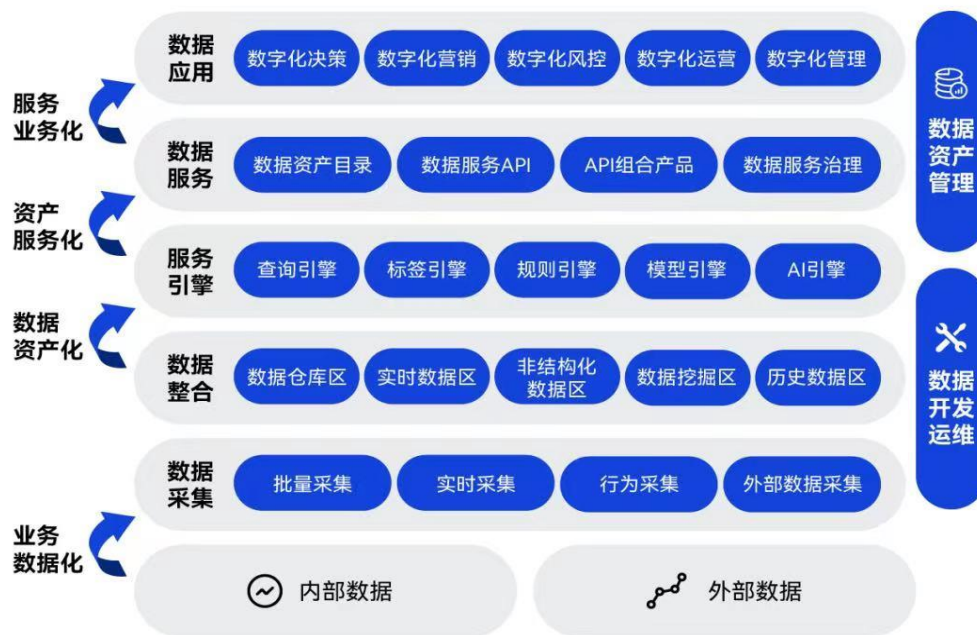 数据
应用
数字化决策
数字化营销
数字化风控
数字化运营
数字化管理
服务
业务化
数据
服务
数据资产目录
数据服务API
API组合产品
数据服务治理
资产
服务化
服务
引擎
查询引擎
标签引擎
规则引擎
模型引擎
AI引擎
数据
资产化
数据
整合
数据仓库区
实时数据区
非结构化
数据区
数据挖掘区
历史数据区
数据
采集
批量采集
实时采集
行为采集
外部数据采集
业务
数据化
内部数据
外部数据
数据
资产
管理
数据
开发
运维